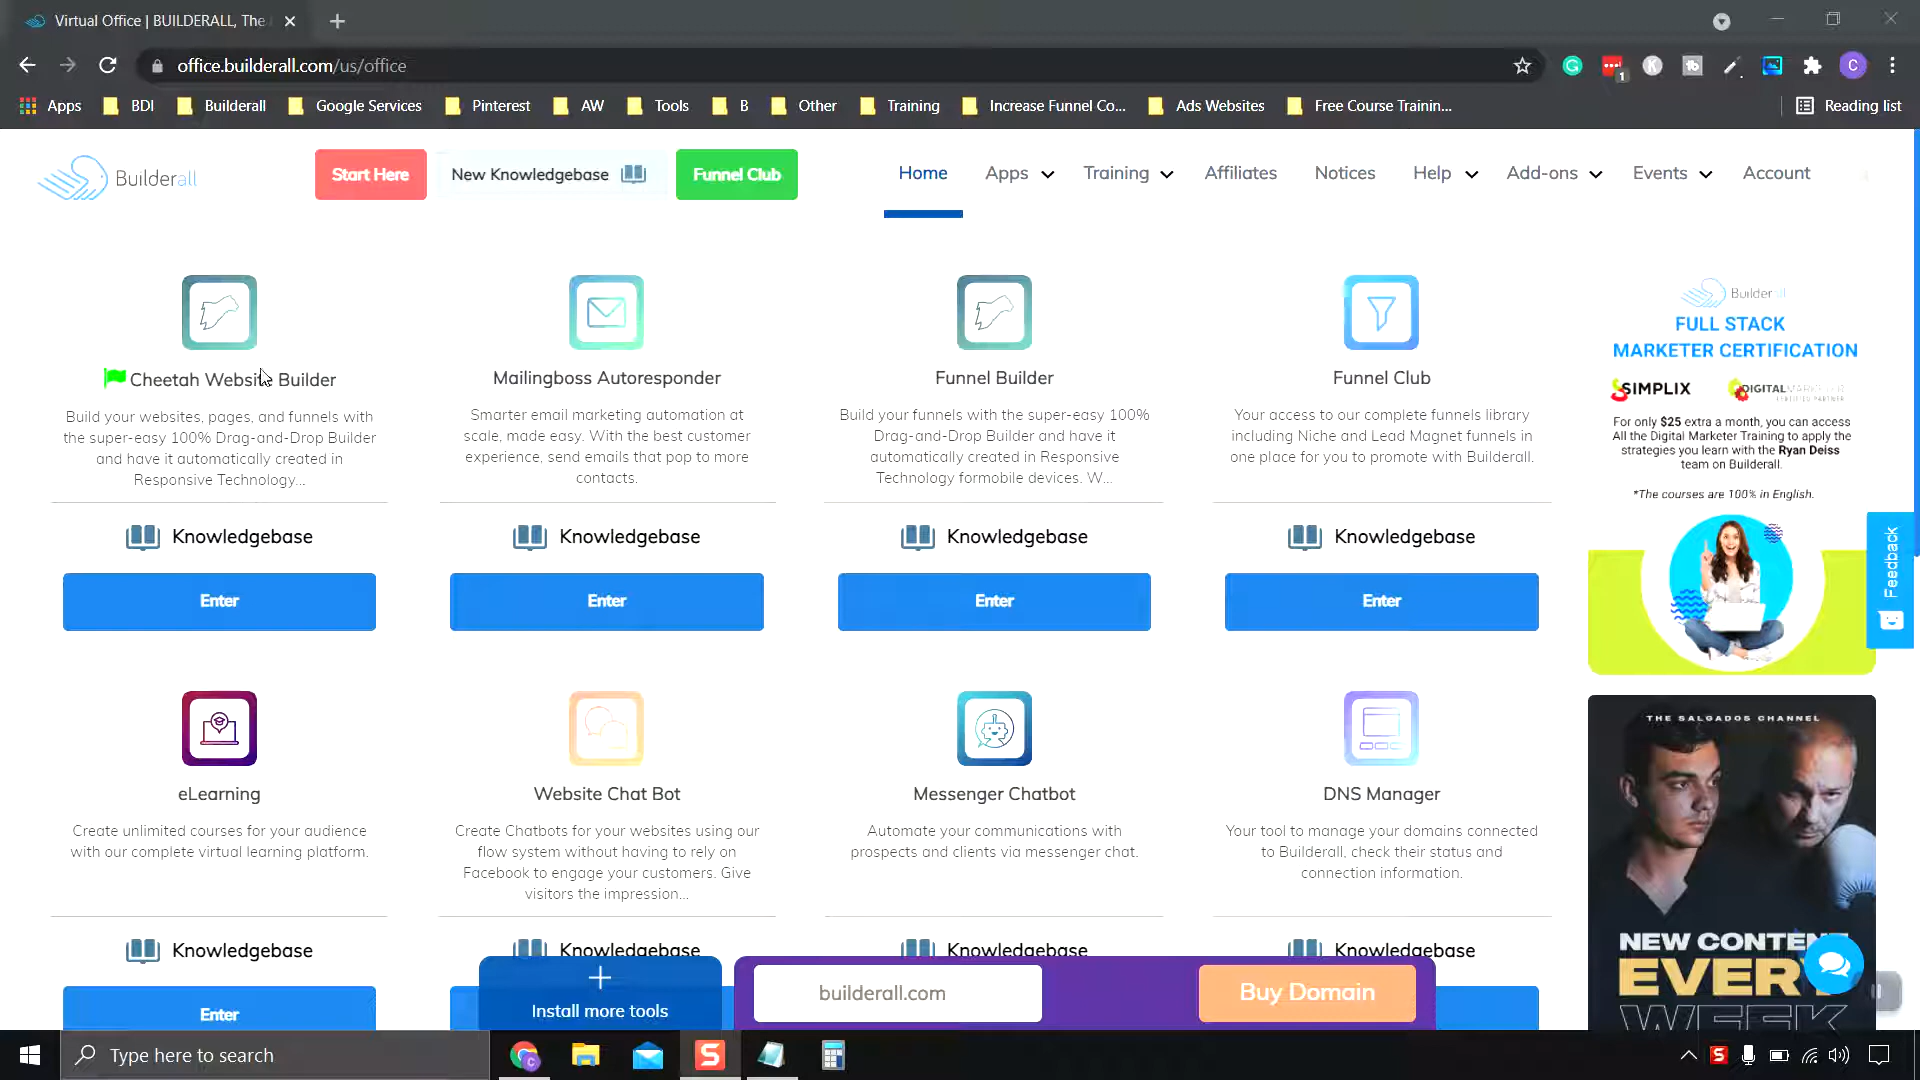 Virtual Office | BUILDERALL, The
office.builderall.com/us/office
1
C
Apps
BDI
Builderall
Google Services
Pinterest
AW
Tools
B
Other
Training
Increase Funnel Co...
Ads Websites
Free Course Trainin...
Reading list
Builderall
Start Here
New Knowledgebase
Funnel Club
Home
Apps
Training
Affiliates
Notices
Help
Add-ons
Events
Account
Cheetah Website Builder
Build your websites, pages, and funnels with
the super-easy 100% Drag-and-Drop Builder
and have it automatically created in
Responsive Technology...
Knowledgebase
Enter
Mailingboss Autoresponder
Smarter email marketing automation at
scale, made easy. With the best customer
experience, send emails that pop to more
contacts.
Knowledgebase
Enter
Funnel Builder
Build your funnels with the super-easy 100%
Drag-and-Drop Builder and have it
automatically created in Responsive
Technology formobile devices. W...
Knowledgebase
Enter
Funnel Club
Your access to our complete funnels library
including Niche and Lead Magnet funnels in
one place for you to promote with Builderall.
Knowledgebase
Enter
Builderall
FULL STACK
MARKETER CERTIFICATION
SIMPLIX
DIGITALMARKETER
CERTIFIED PARTNER
For only $25 extra a month, you can access
All the Digital Marketer Training to apply the
strategies you learn with the Ryan Deiss
team on Builderall.
*The courses are 100% in English.
Feedback
eLearning
Create unlimited courses for your audience
with our complete virtual learning platform.
Knowledgebase
Enter
Website Chat Bot
Create Chatbots for your websites using our
flow system without having to rely on
Facebook to engage your customers. Give
visitors the impression...
Knowledgebase
Messenger Chatbot
Automate your communications with
prospects and clients via messenger chat.
Knowledgebase
DNS Manager
Your tool to manage your domains connected
to Builderall, check their status and
connection information.
Knowledgebase
THE SALGADOS CHANNEL
NEW CONTENT
EVERY
WEEK
Install more tools
builderall.com
Buy Domain
Type here to search